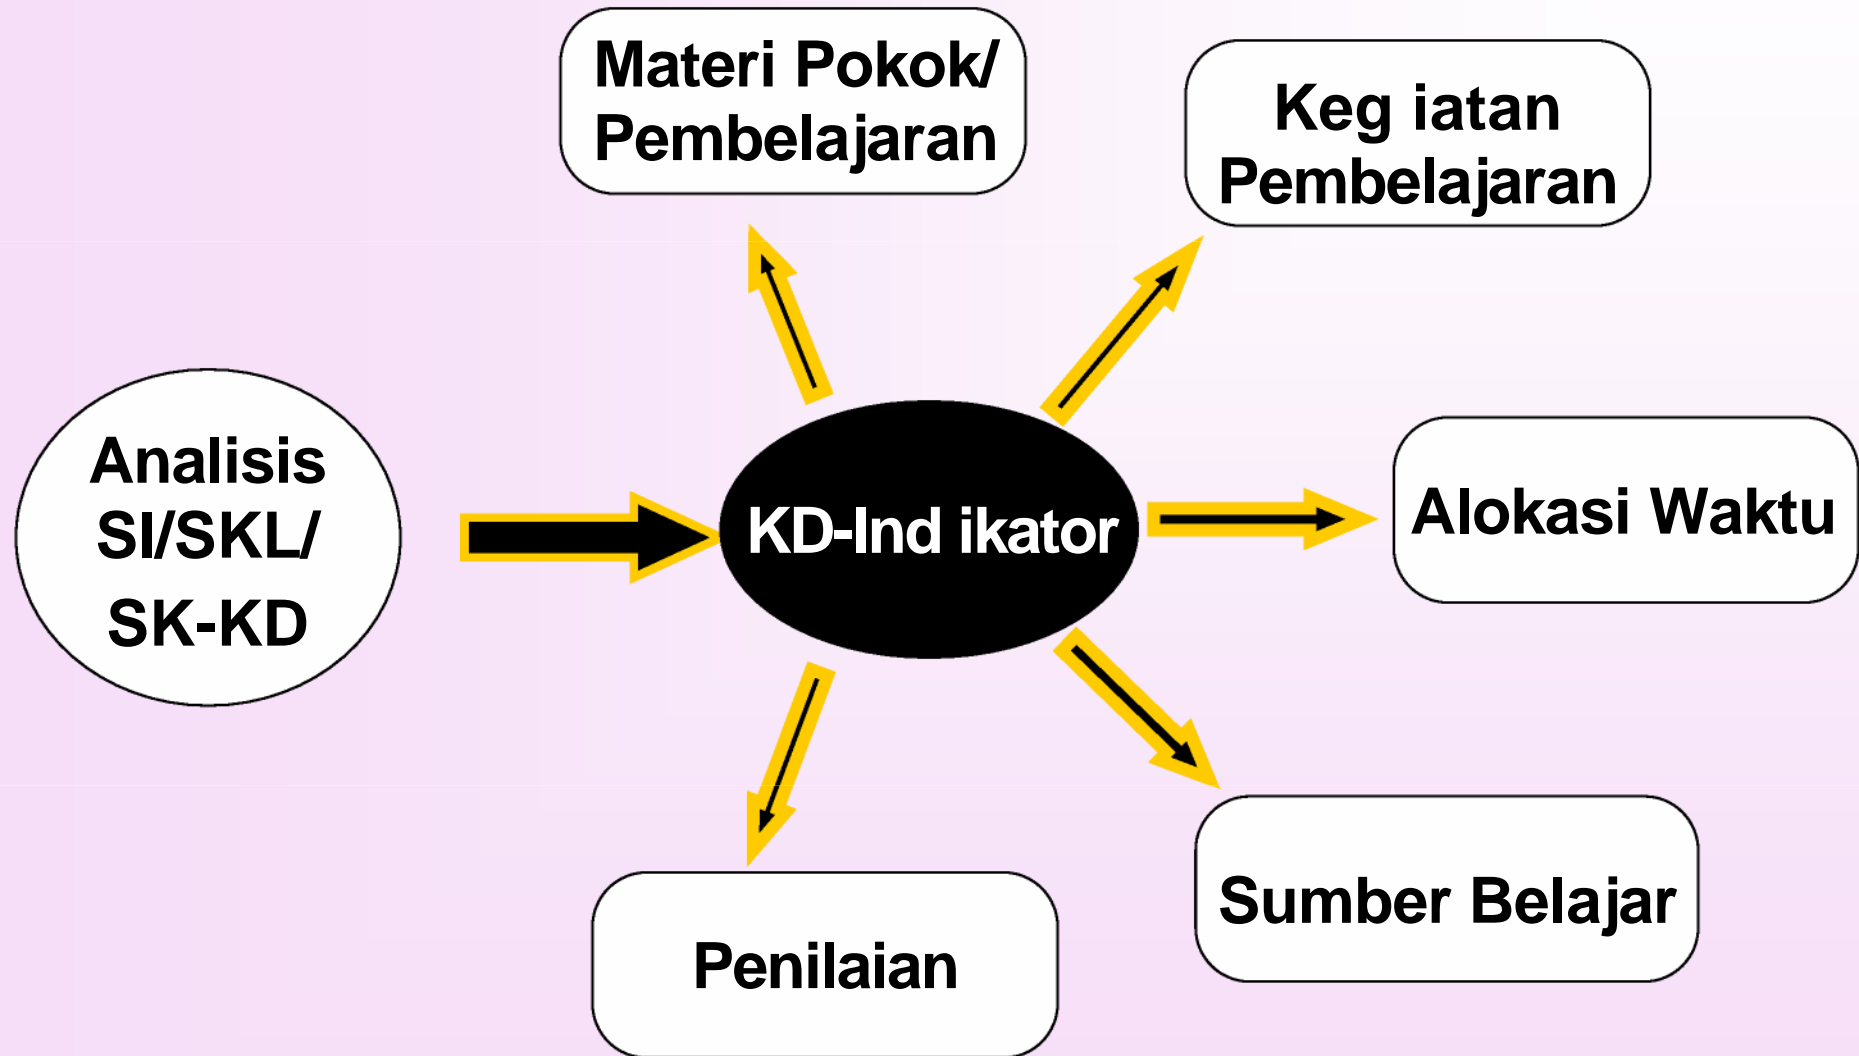 Materi Pokok/
Pembelajaran
Keg iatan
Pembelajaran
Analisis
SI/SKL/
SK-KD
KD-Ind ikator
Alokasi Waktu
Sumber Belajar
Penilaian